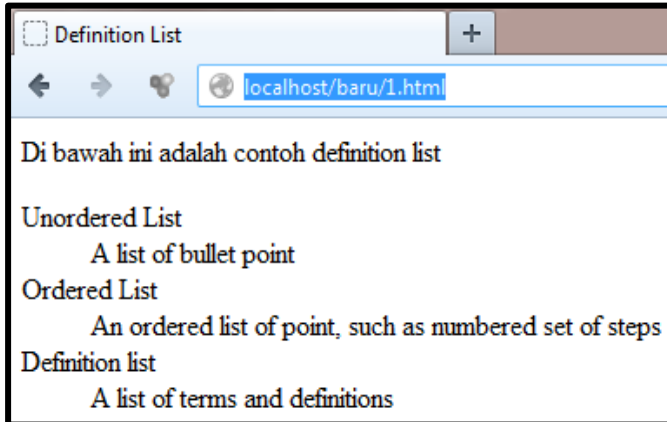 Definition List
localhost/baru/1.html
Di bawah ini adalah contoh definition list
Unordered List
A list of bullet point
Ordered List
An ordered list of point, such as numbered set of steps
Definition list
A list of terms and definitions